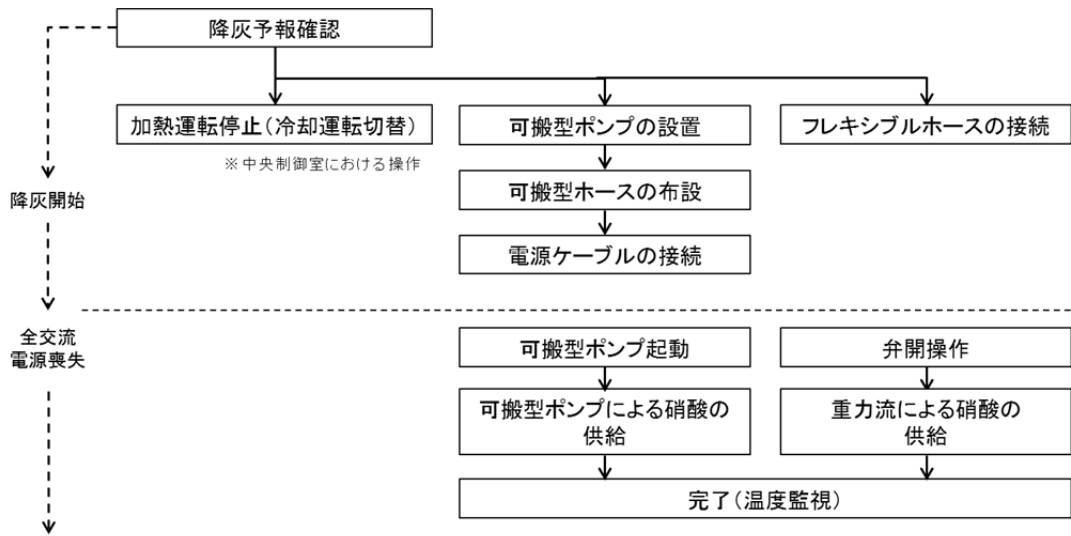 降灰予報確認
加熱運転停止（冷却運転切替）
可搬型ポンプの設置
フレキシブルホースの接続
※中央制御室における操作
可搬型ホースの布設
降灰開始
電源ケーブルの接続
全交流
電源喪失
可搬型ポンプ起動
弁開操作
可搬型ポンプによる硝酸の
供給
重力流による硝酸の
供給
完了（温度監視）